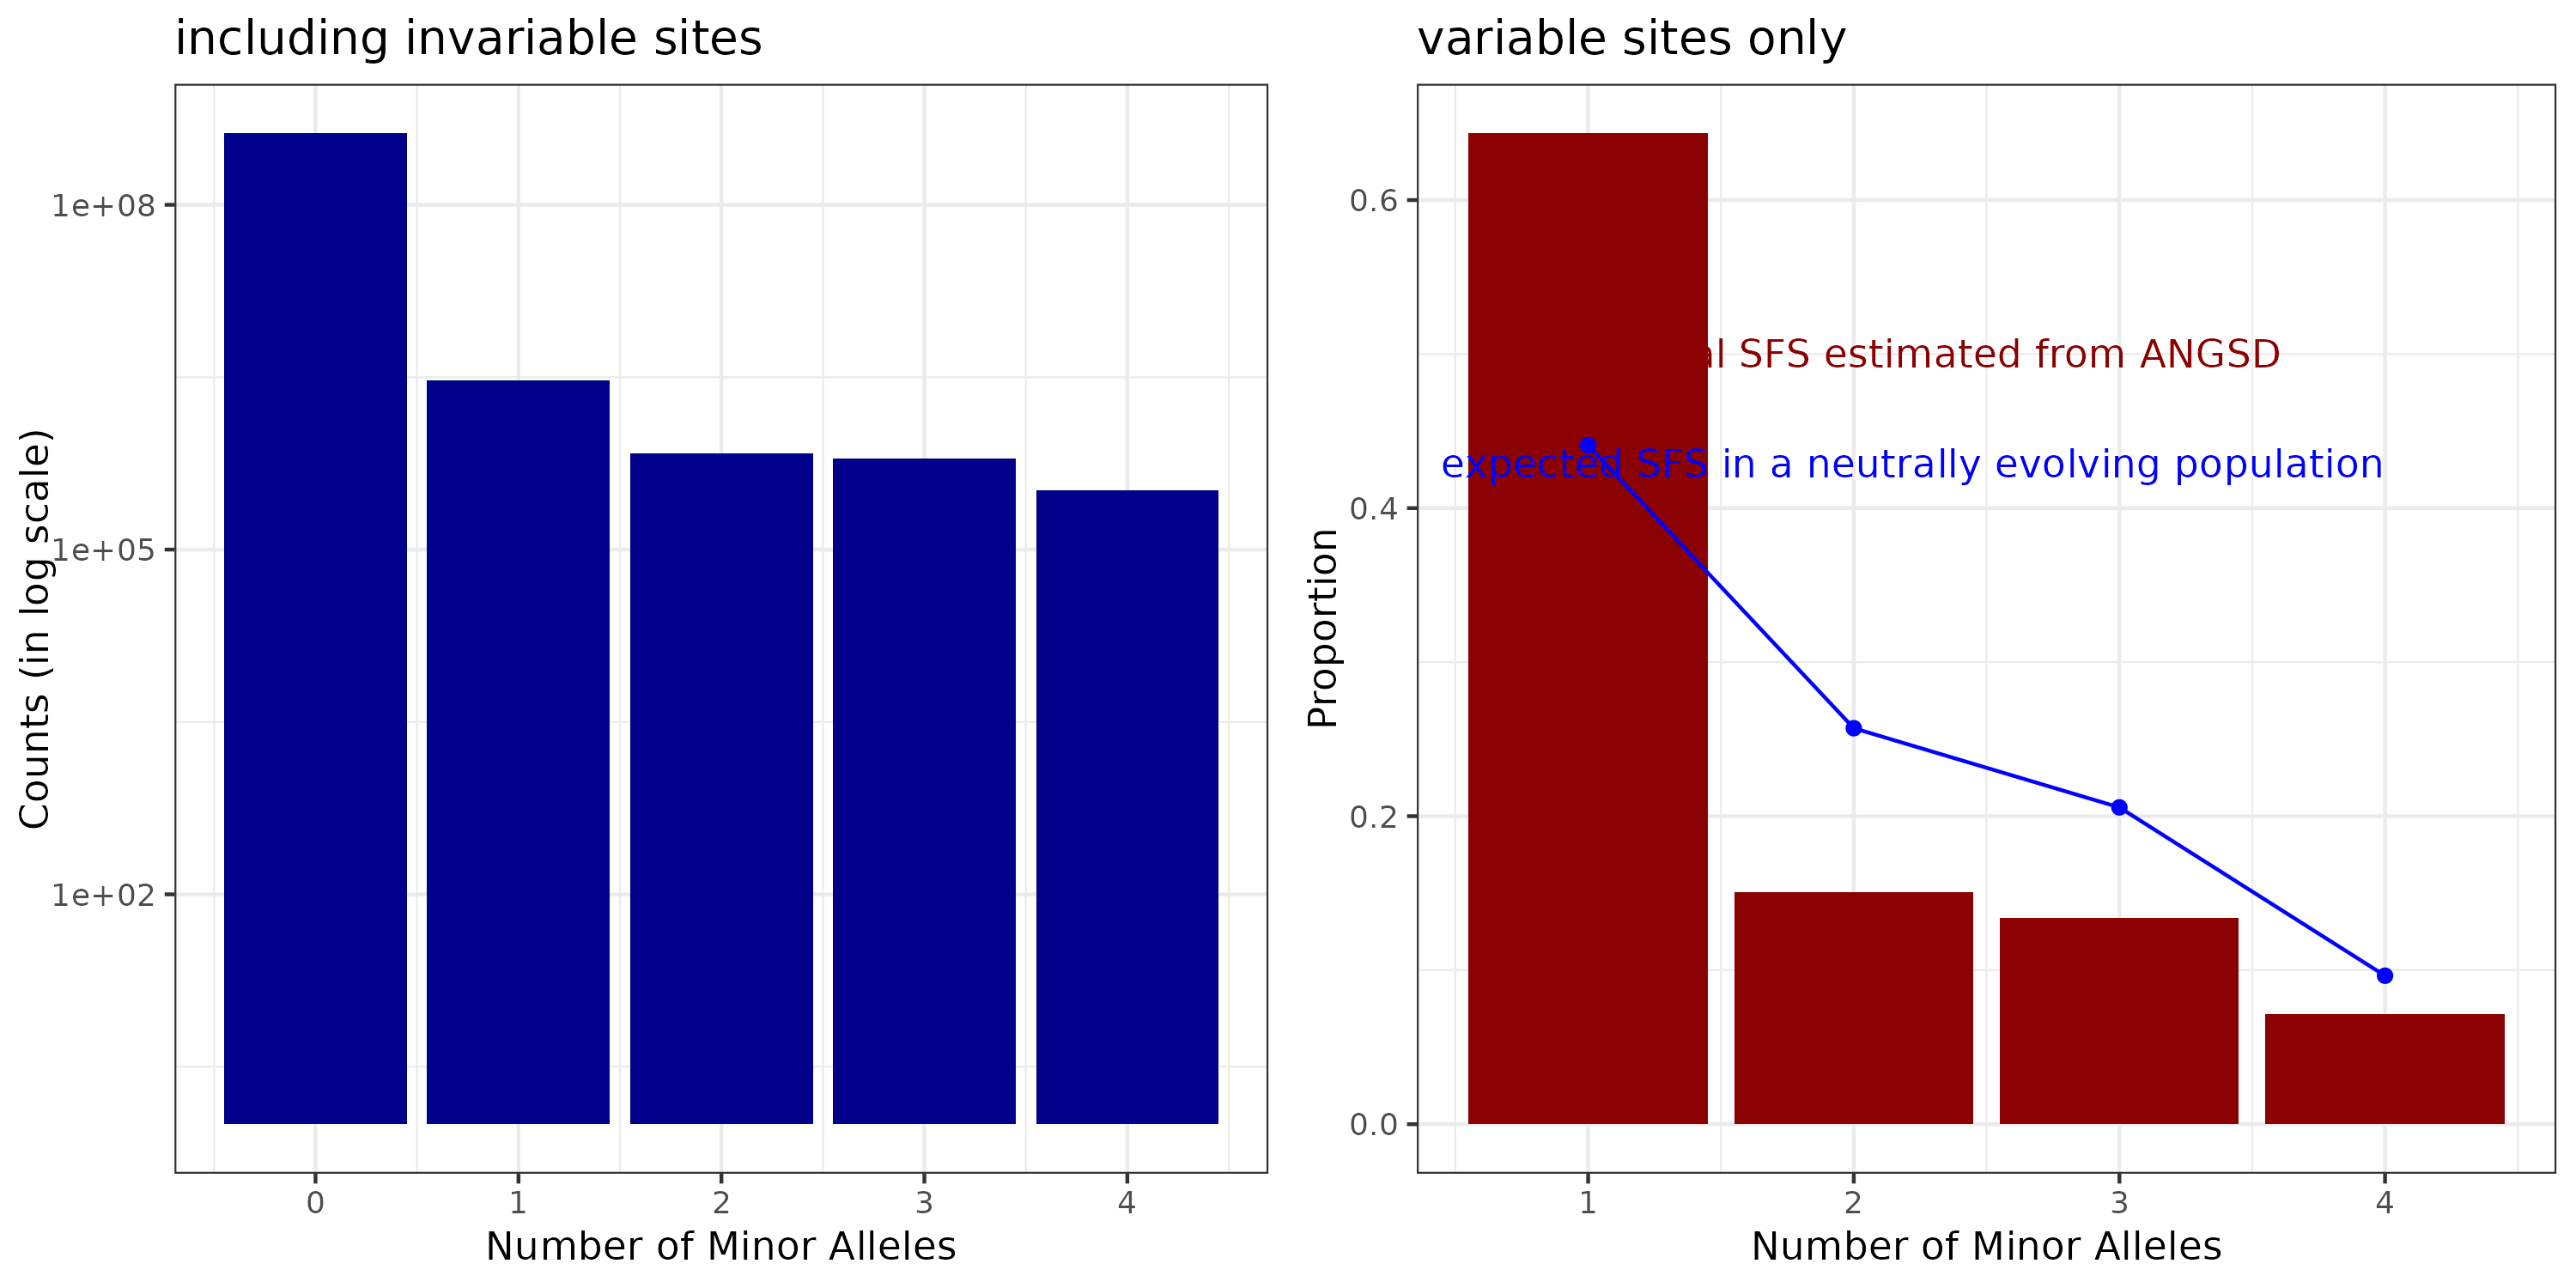 including invariable sites
Counts (in log scale)
1e+08
1e+05
1e+02
0 1 2 3 4
Number of Minor Alleles
variable sites only
Proportion
0.6
0.4
0.2
0.0
SFS estimated from ANGSD
expected SFS in a neutrally evolving population
1 2 3 4
Number of Minor Alleles